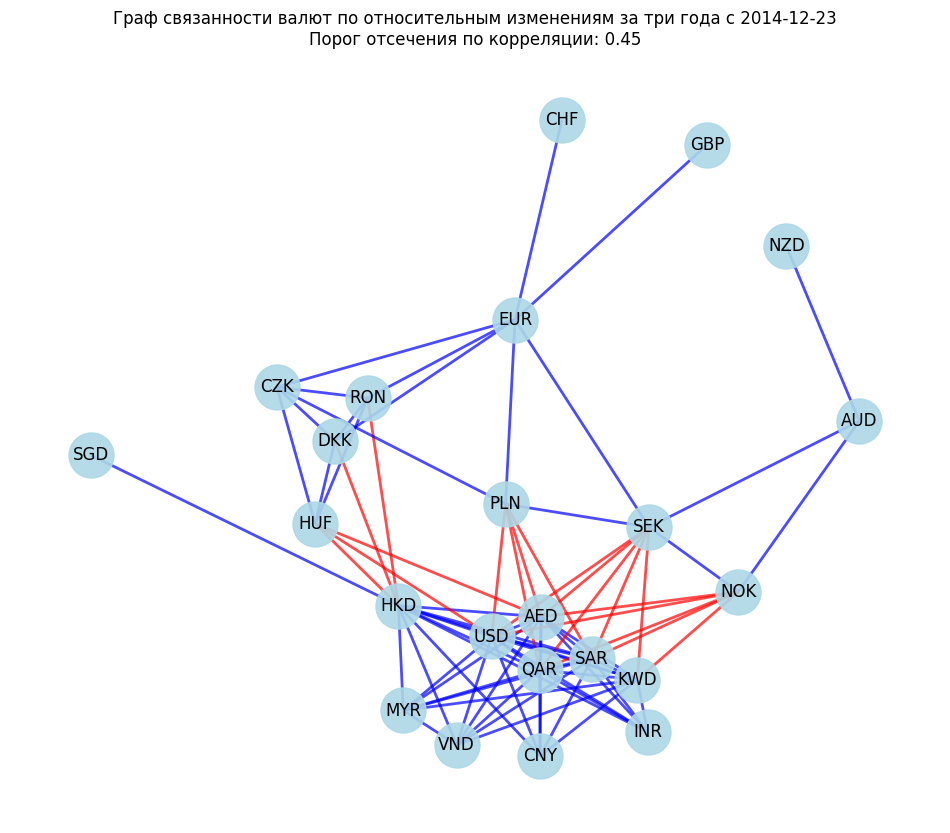 Граф связанности валют по относительным изменениям за три года с 2014-12-23
Порог отсечения по корреляции: 0.45
CHF
GBP
NZD
EUR
CZK
RON
AUD
DKK
SGD
PLN
HUF
SEK
NOK
HKD
AED
USD
SAR
QAR
KWD
MYR
INR
VND
CNY